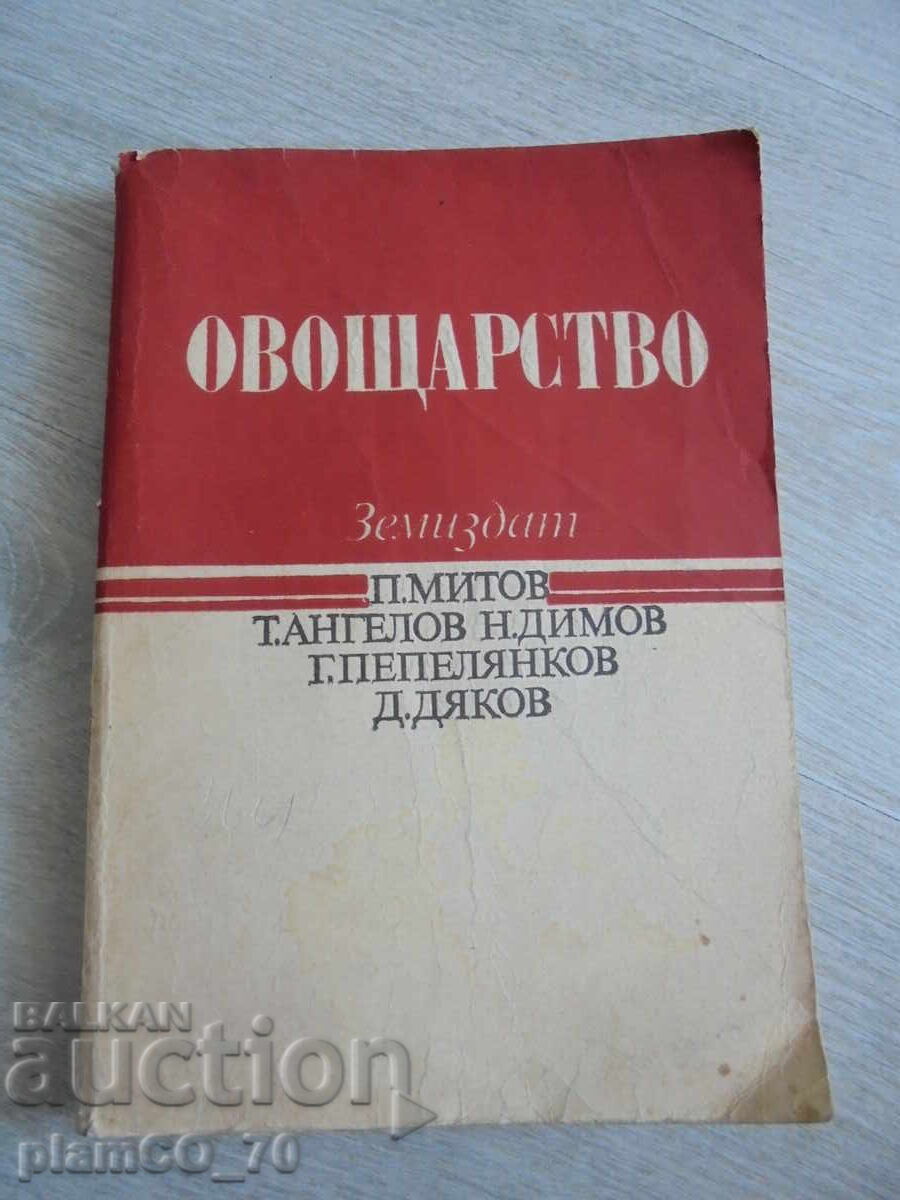 ОВОЩАРСТВО
Земиздат
П.МИТОВ
Т.АНГЕЛОВ Н.ДИМОВ
Г.ПЕПЕЛЯНКОВ
Д.ДЯКОВ
BALKAN
auction
plamCO_70